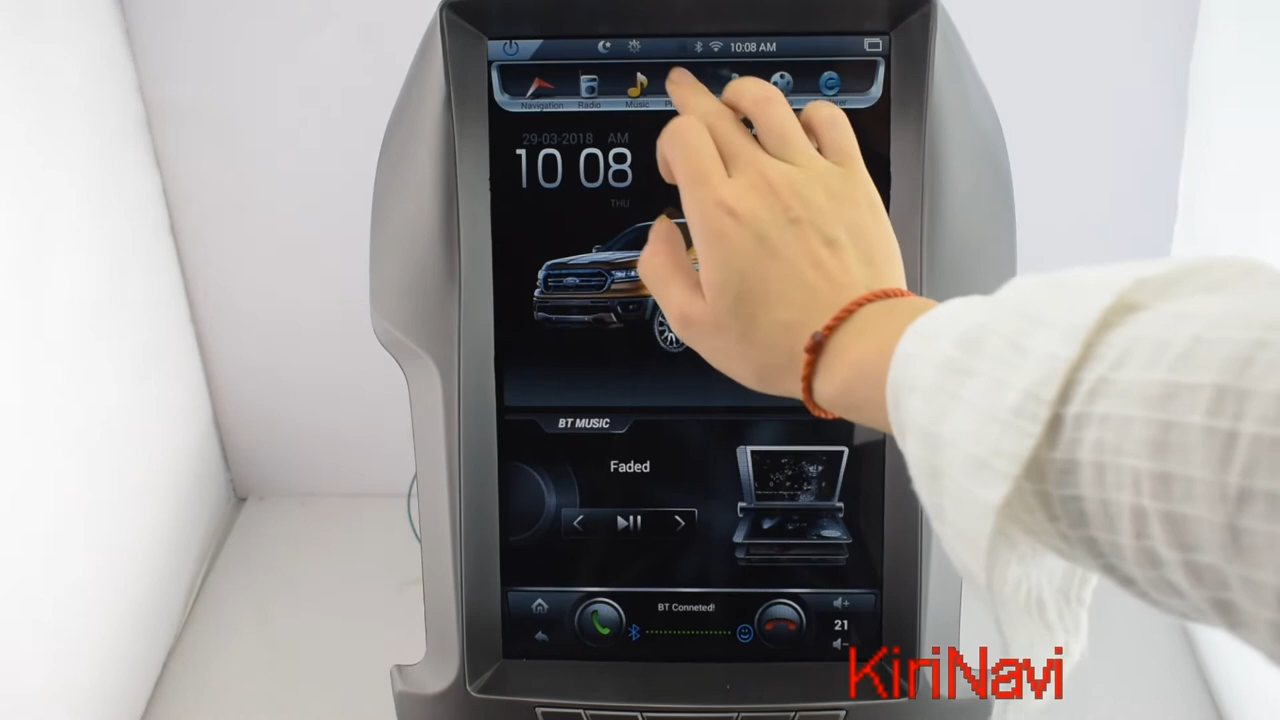 10:08 AM
Navigation Radio Music
29-03-2018 AM
10 08
THU
BT MUSIC
Faded
BT Conneted!
21
KiriNavi